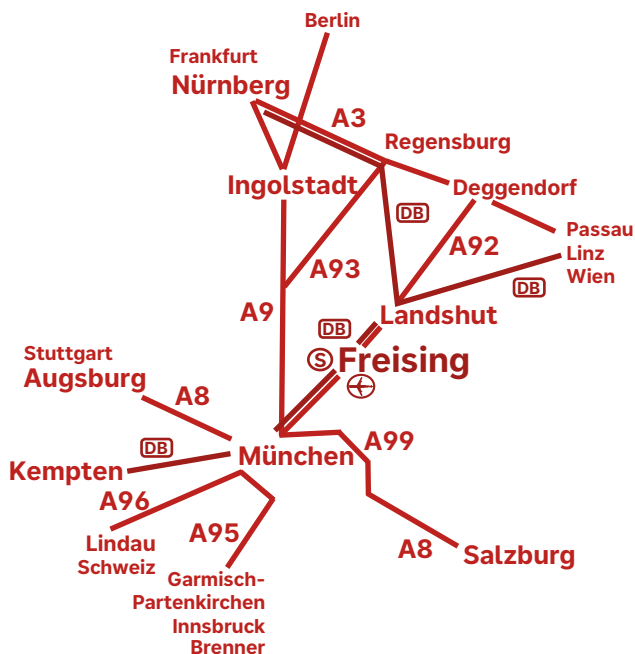 Berlin
Frankfurt
Nürnberg
A3
Regensburg
Ingolstadt
Deggendorf
DB
Passau
Linz
Wien
A92
A93
DB
A9
Landshut
DB
Freising
S
Stuttgart
Augsburg
A8
A99
DB
München
Kempten
A96
A95
Lindau
Schweiz
A8
Salzburg
Garmisch-
Partenkirchen
Innsbruck
Brenner